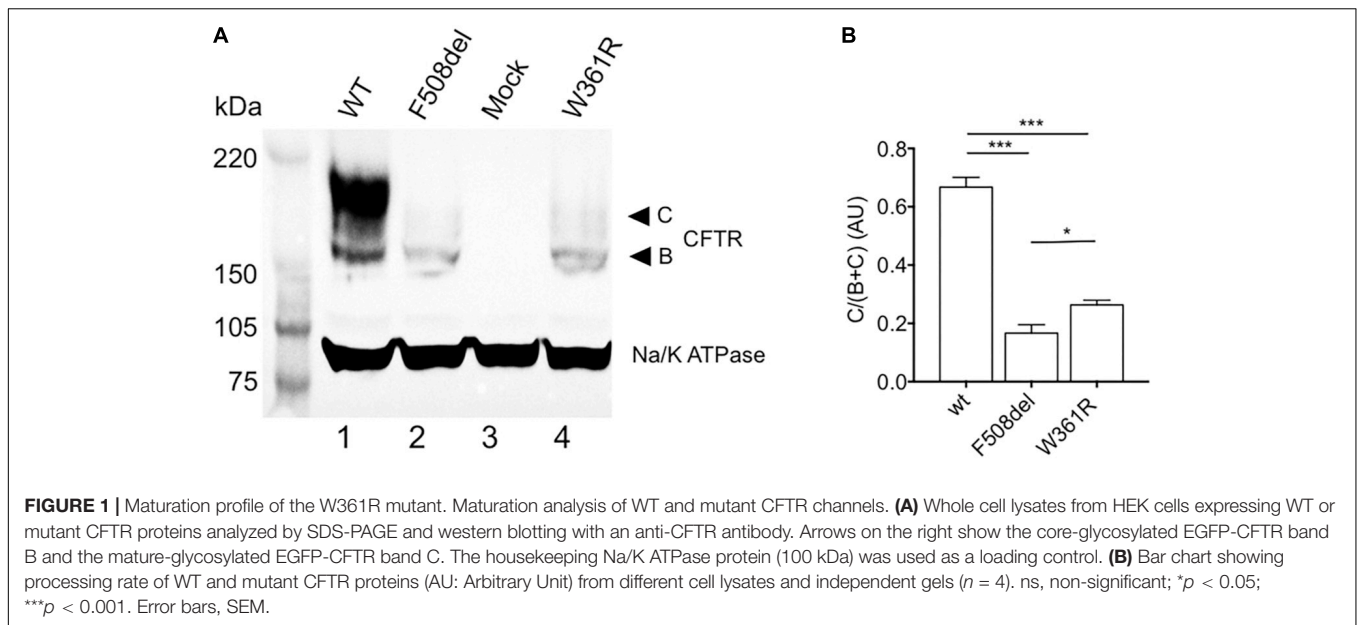 A
kDa
WT
F508del
Mock
W361R
220
150
105
75
C
CFTR
B
Na/K ATPase
1 2 3 4
B
C/(B+C) (AU)
0.8
0.6
0.4
0.2
0.0
***
***
*
wt
F508del
W361R
FIGURE 1 | Maturation profile of the W361R mutant. Maturation analysis of WT and mutant CFTR channels. (A) Whole cell lysates from HEK cells expressing WT or
mutant CFTR proteins analyzed by SDS-PAGE and western blotting with an anti-CFTR antibody. Arrows on the right show the core-glycosylated EGFP-CFTR band
B and the mature-glycosylated EGFP-CFTR band C. The housekeeping Na/K ATPase protein (100 kDa) was used as a loading control. (B) Bar chart showing
processing rate of WT and mutant CFTR proteins (AU: Arbitrary Unit) from different cell lysates and independent gels (n = 4). ns, non-significant; *p < 0.05;
***p < 0.001. Error bars, SEM.